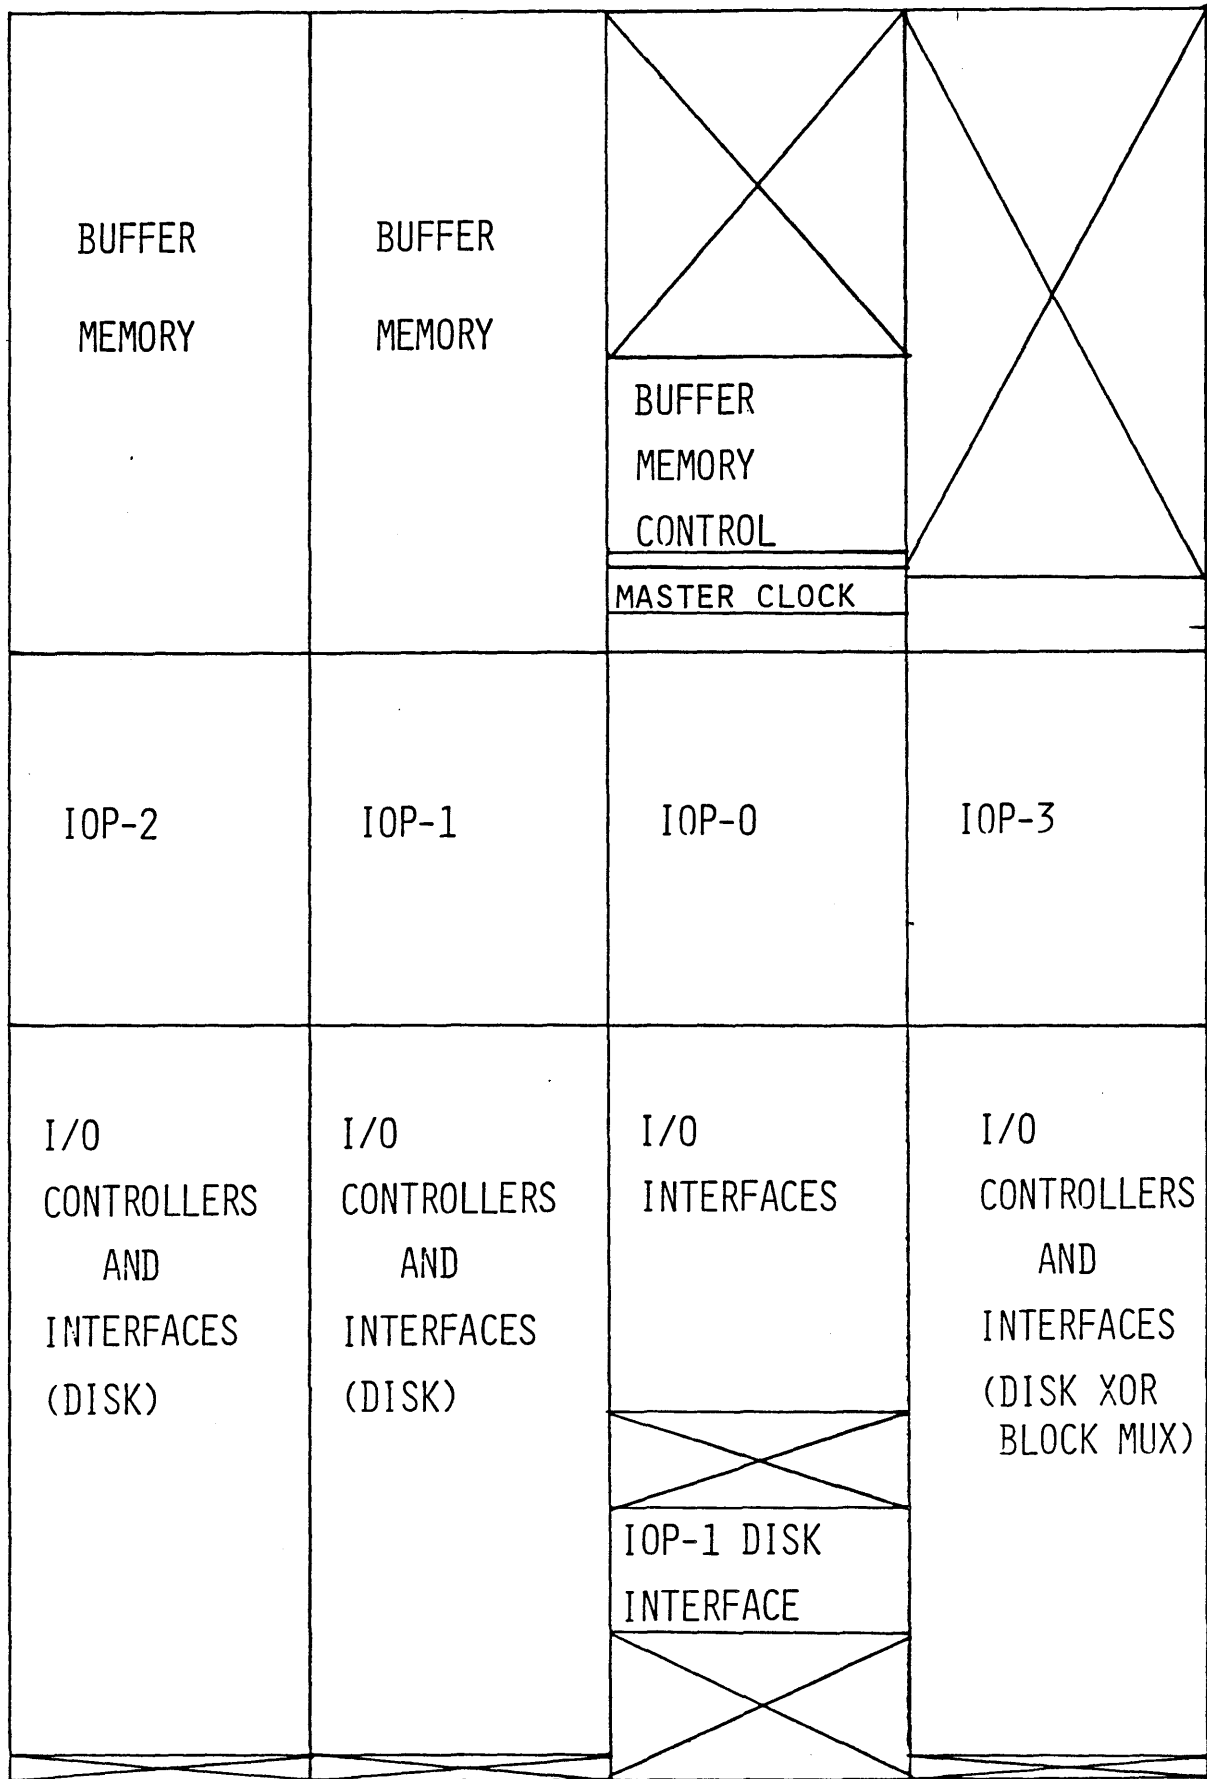 BUFFER
MEMORY
BUFFER
MEMORY
BUFFER
MEMORY
CONTROL
MASTER CLOCK
IOP-2
IOP-1
IOP-0
IOP-3
I/O
CONTROLLERS
AND
INTERFACES
(DISK)
I/O
CONTROLLERS
AND
INTERFACES
(DISK)
I/O
INTERFACES
IOP-1 DISK
INTERFACE
I/O
CONTROLLERS
AND
INTERFACES
(DISK XOR
BLOCK MUX)